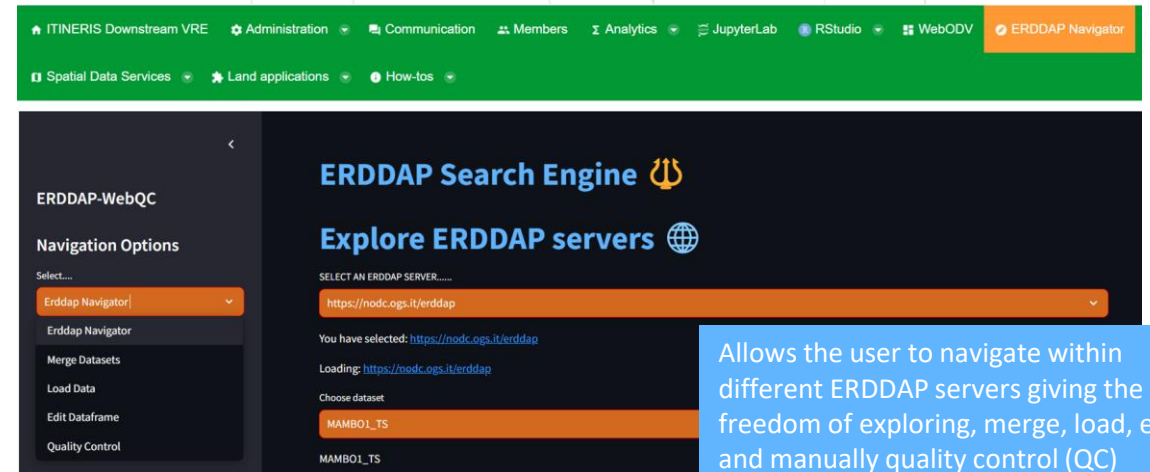 ITINERIS Downstream VRE Administration Communication Members Σ Analytics JupyterLab RStudio WebODV ERDDAP Navigator
Spatial Data Services Land applications How-tos
ERDDAP-WebQC
Navigation Options
Select....
Erddap Navigator
Erddap Navigator
Merge Datasets
Load Data
Edit Dataframe
Quality Control
ERDDAP Search Engine
Explore ERDDAP servers
SELECT AN ERDDAP SERVER......
https://nodc.ogs.it/erddap
You have selected: https://nodc.ogs.it/erddap
Loading: https://nodc.ogs.it/erddap
Choose dataset
MAMBO1_TS
MAMBO1_TS
Allows the user to navigate within
different ERDDAP servers giving the
freedom of exploring, merge, load,
and manually quality control (QC)